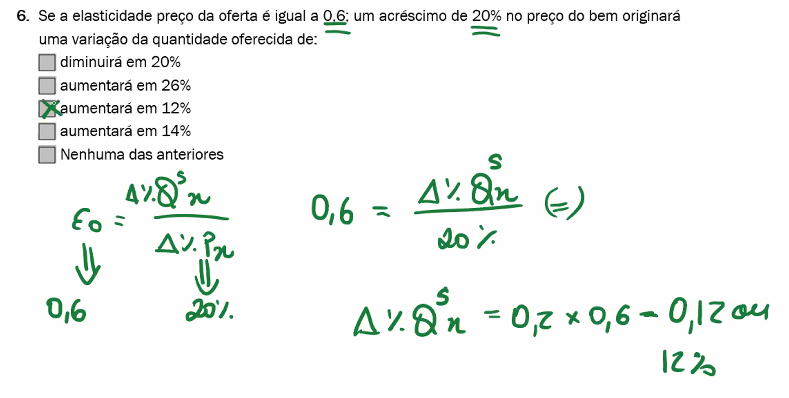 6. Se a elasticidade preço da oferta é igual a 0,6; um acréscimo de 20% no preço do bem originará
uma variação da quantidade oferecida de:
diminuirá em 20%
aumentará em 26%
aumentará em 12%
aumentará em 14%
Nenhuma das anteriores
εo = Δ%Q^s x / Δ%Px
0,6
20%
0,6 = Δ%Q^s x / 20% (=)
Δ%Q^s x = 0,2 × 0,6 = 0,12 ou
12%